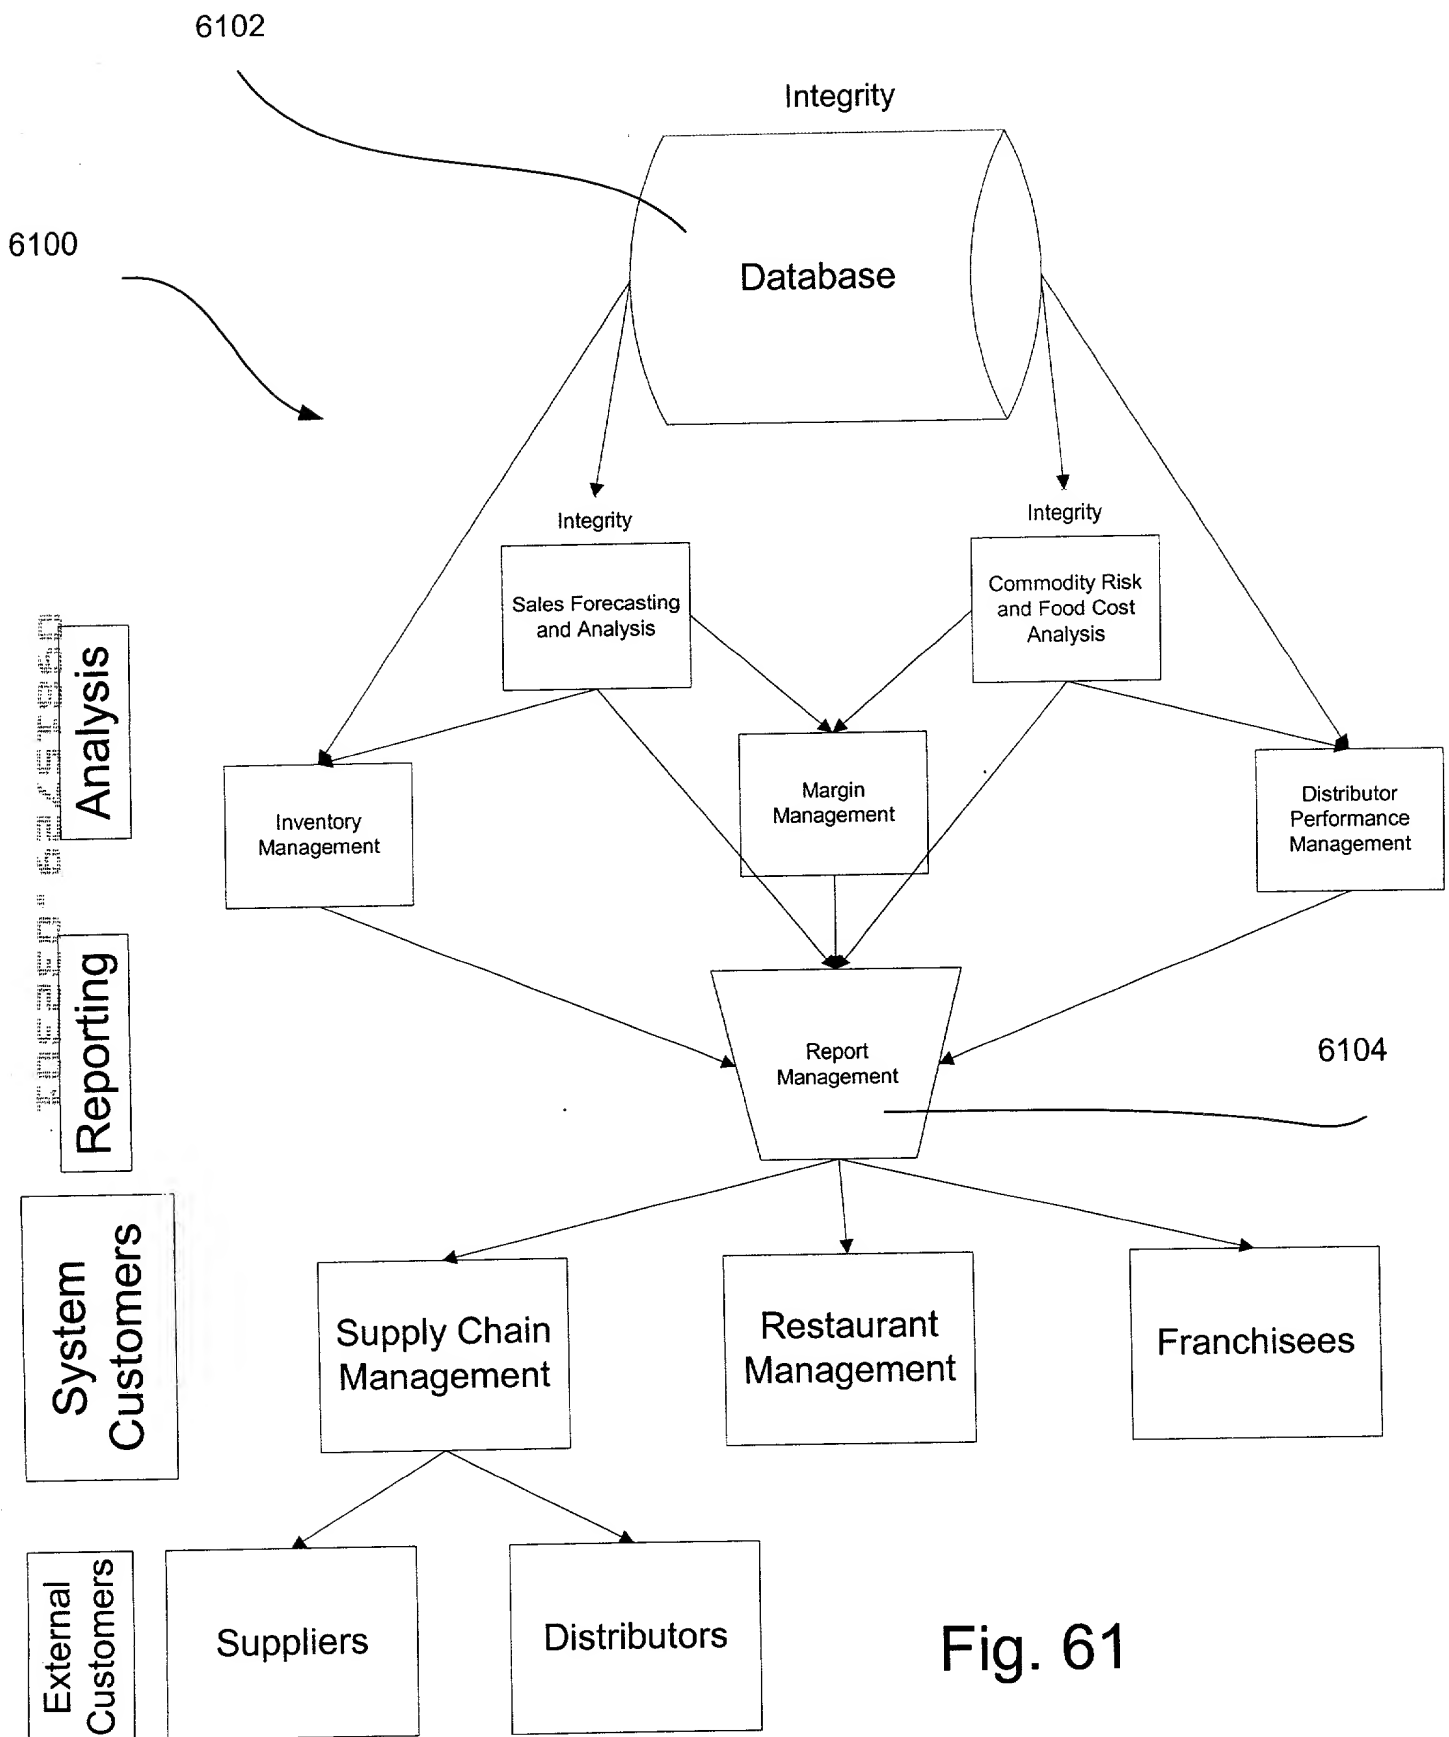 6102
Integrity
6100
Database
Integrity
Integrity
Sales Forecasting
and Analysis
Commodity Risk
and Food Cost
Analysis
Analysis
Inventory
Management
Margin
Management
Distributor
Performance
Management
Reporting
Report
Management
6104
System
Customers
Supply Chain
Management
Restaurant
Management
Franchisees
External
Customers
Suppliers
Distributors
Fig. 61